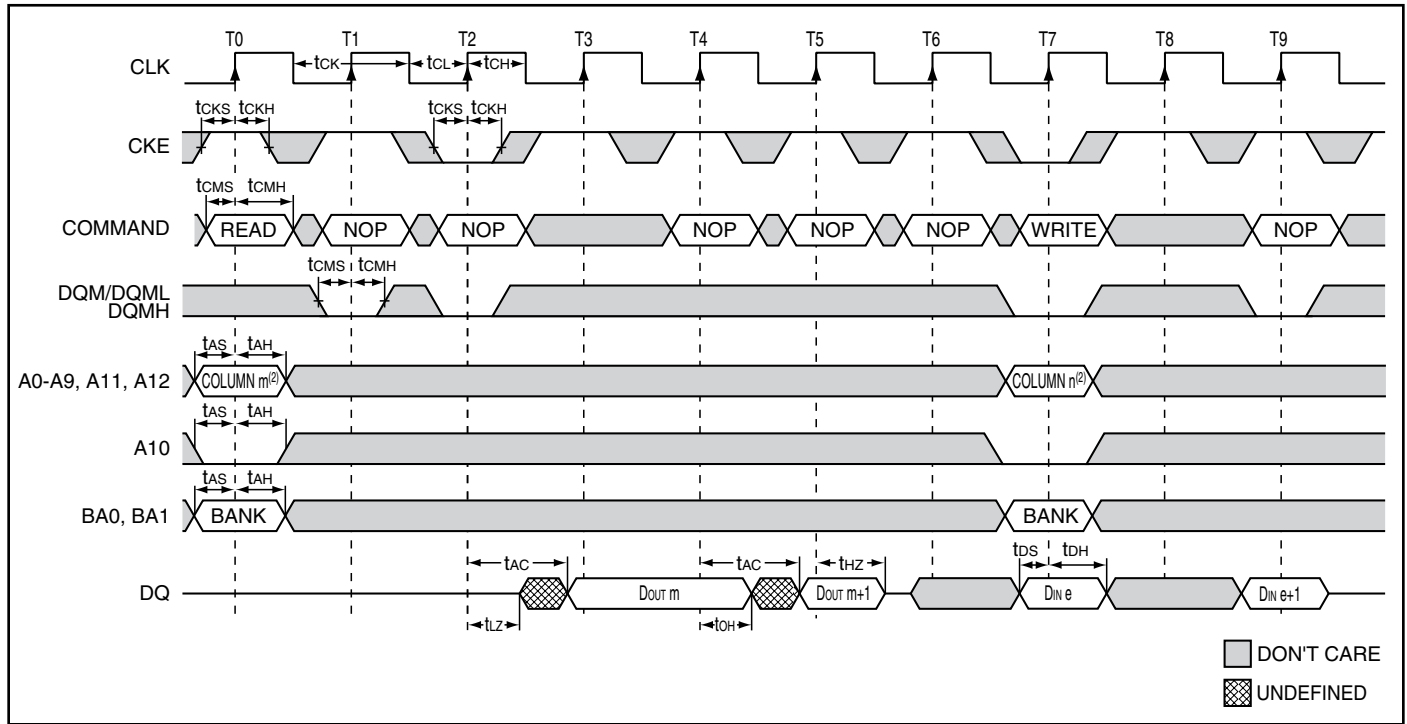 T0 T1 T2 T3 T4 T5 T6 T7 T8 T9
CLK tCK tCL tCH
tCKS tCKH tCKS tCKH
CKE
tCMS tCMH
COMMAND READ NOP NOP NOP NOP NOP WRITE NOP
tCMS tCMH
DQM/DQML
DQMH
tAS tAH
A0-A9, A11, A12 COLUMN m(2) COLUMN n(2)
tAS tAH
A10
tAS tAH
BA0, BA1 BANK BANK
tAC tAC tHZ tDS tDH
DQ DOUT m DOUT m+1 DIN e DIN e+1
tLZ tOH
DON'T CARE
UNDEFINED